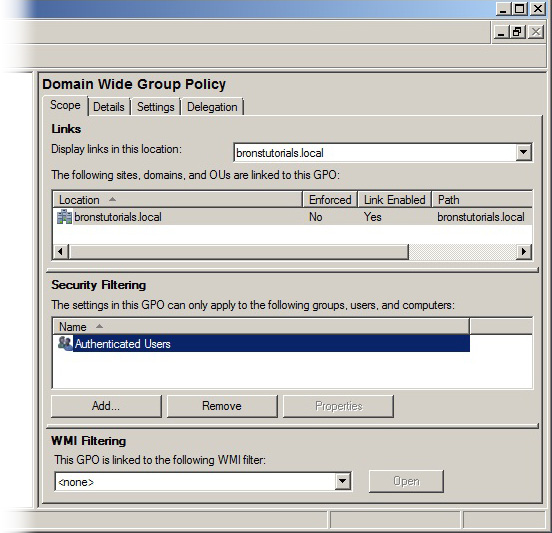 Domain Wide Group Policy
Scope Details Settings Delegation
Links
Display links in this location: bronstutorials.local
The following sites, domains, and OUs are linked to this GPO:
Location Enforced Link Enabled Path
bronstutorials.local No Yes bronstutorials.local
Security Filtering
The settings in this GPO can only apply to the following groups, users, and computers:
Name
Authenticated Users
Add... Remove Properties
WMI Filtering
This GPO is linked to the following WMI filter:
<none> Open